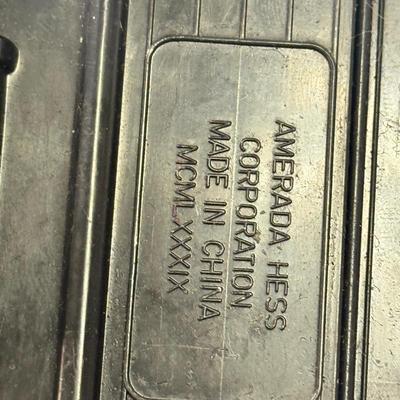 AMERADA HESS
CORPORATION
MADE IN CHINA
MCMLXXXIX